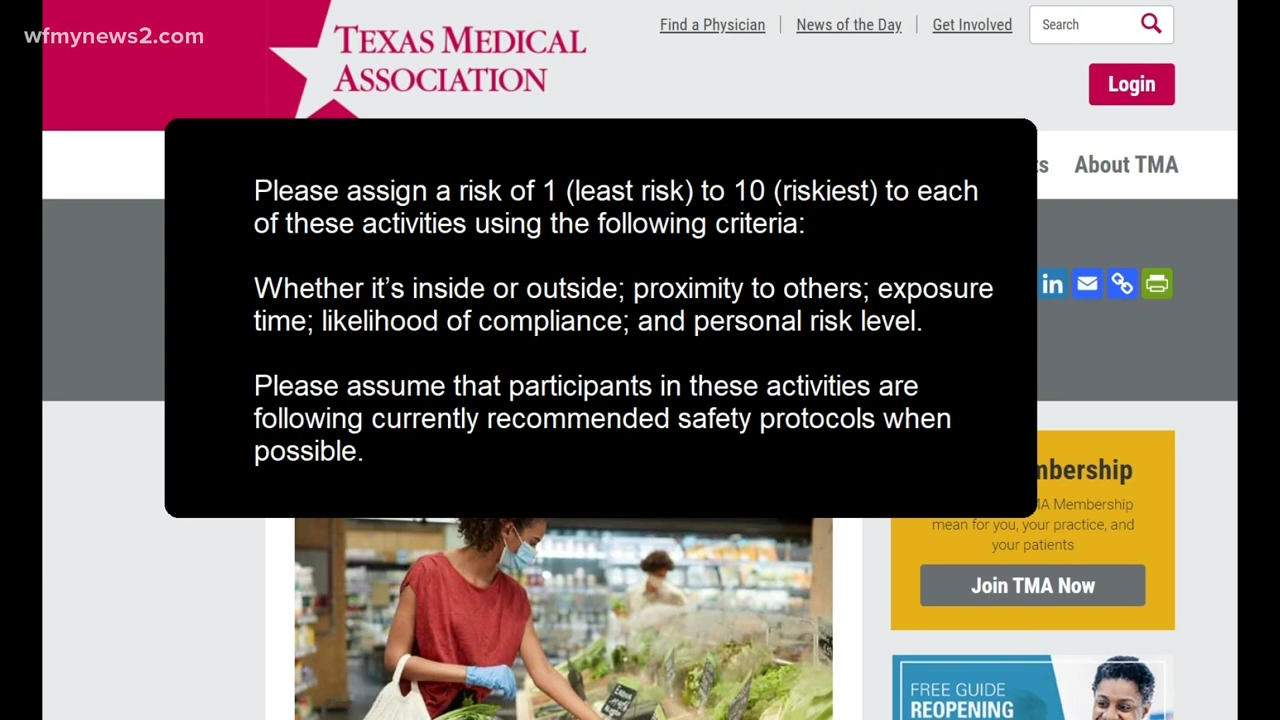 wfmynews2.com
TEXAS MEDICAL
ASSOCIATION
Find a Physician
News of the Day
Get Involved
Search
Login
About TMA
Please assign a risk of 1 (least risk) to 10 (riskiest) to each
of these activities using the following criteria:
Whether it’s inside or outside; proximity to others; exposure
time; likelihood of compliance; and personal risk level.
Please assume that participants in these activities are
following currently recommended safety protocols when
possible.
in
mbership
MA Membership
mean for you, your practice, and
your patients
Join TMA Now
FREE GUIDE
REOPENING